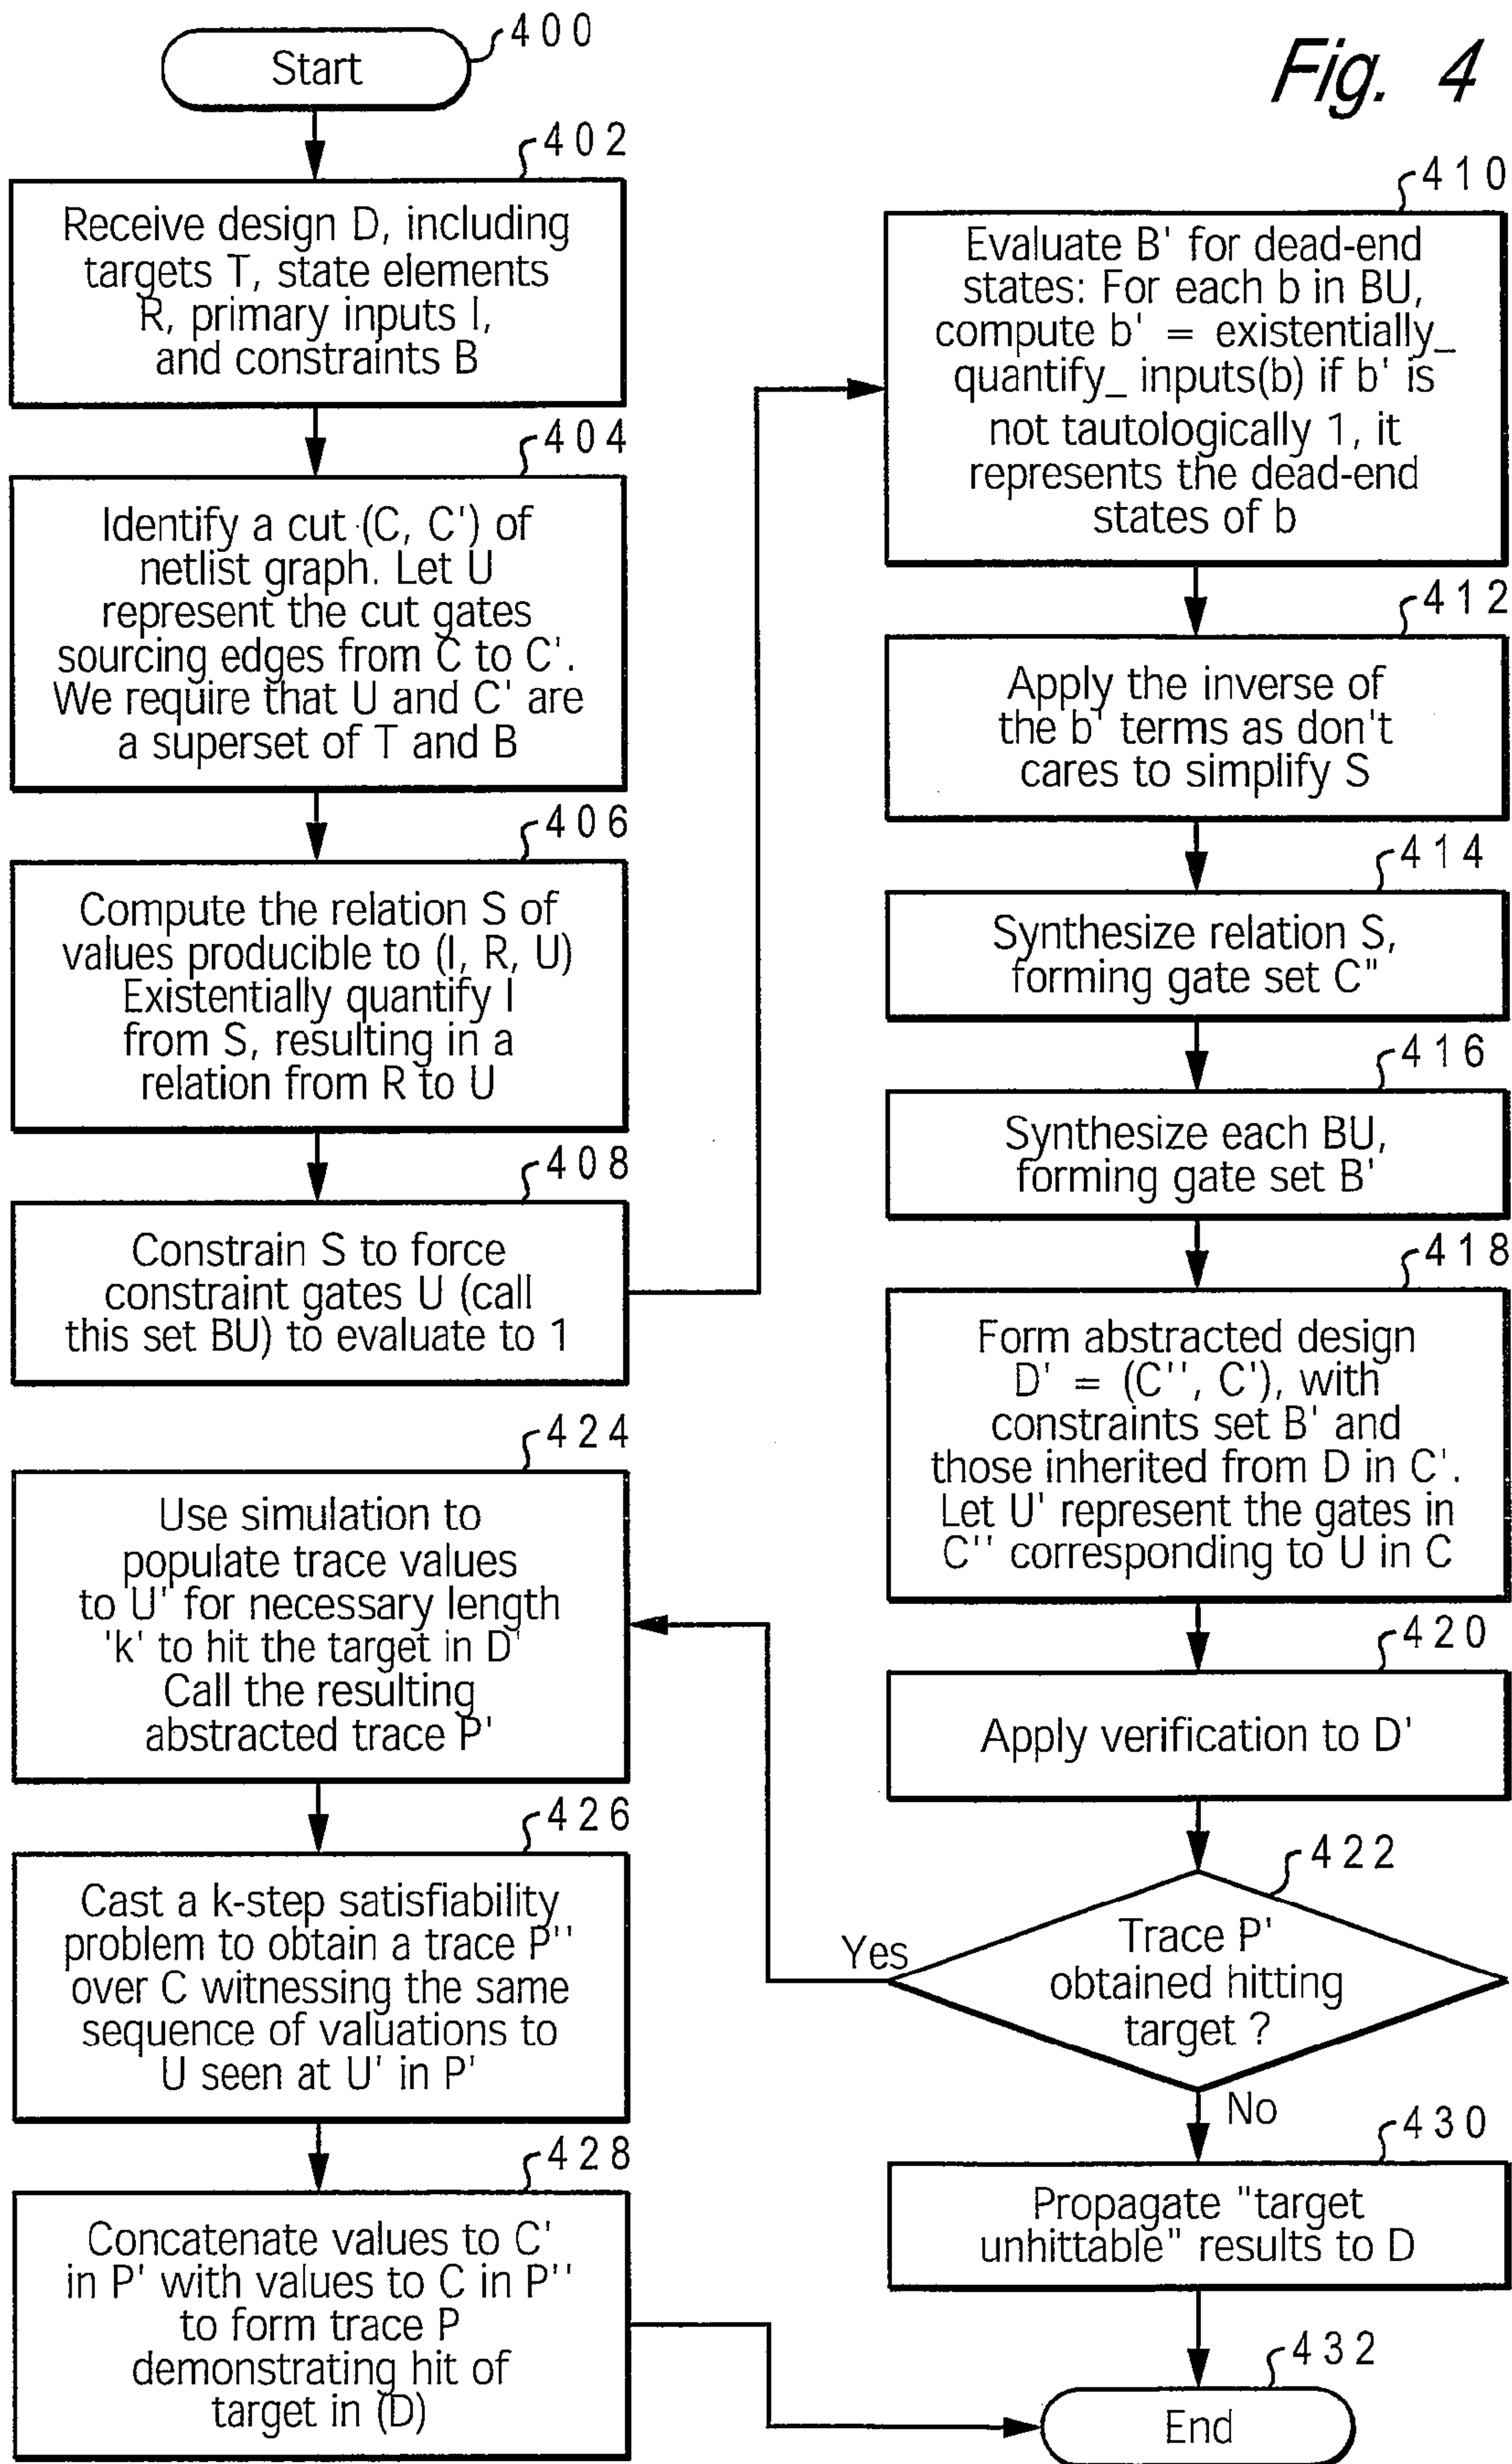 Fig. 4
400
Start
402
Receive design D, including
targets T, state elements
R, primary inputs I,
and constraints B
404
Identify a cut (C, C') of
netlist graph. Let U
represent the cut gates
sourcing edges from C to C'.
We require that U and C' are
a superset of T and B
406
Compute the relation S of
values producible to (I, R, U)
Existentially quantify I
from S, resulting in a
relation from R to U
408
Constrain S to force
constraint gates U (call
this set BU) to evaluate to 1
410
Evaluate B' for dead-end
states: For each b in BU,
compute b' = existentially_
quantify_ inputs(b) if b' is
not tautologically 1, it
represents the dead-end
states of b
412
Apply the inverse of
the b' terms as don't
cares to simplify S
414
Synthesize relation S,
forming gate set C"
416
Synthesize each BU,
forming gate set B'
418
Form abstracted design
D' = (C'', C'), with
constraints set B' and
those inherited from D in C'.
Let U' represent the gates in
C'' corresponding to U in C
420
Apply verification to D'
422
Trace P'
obtained hitting
target ?
Yes
No
424
Use simulation to
populate trace values
to U' for necessary length
'k' to hit the target in D'
Call the resulting
abstracted trace P'
426
Cast a k-step satisfiability
problem to obtain a trace P''
over C witnessing the same
sequence of valuations to
U seen at U' in P'
428
Concatenate values to C'
in P' with values to C in P''
to form trace P
demonstrating hit of
target in (D)
430
Propagate "target
unhittable" results to D
432
End